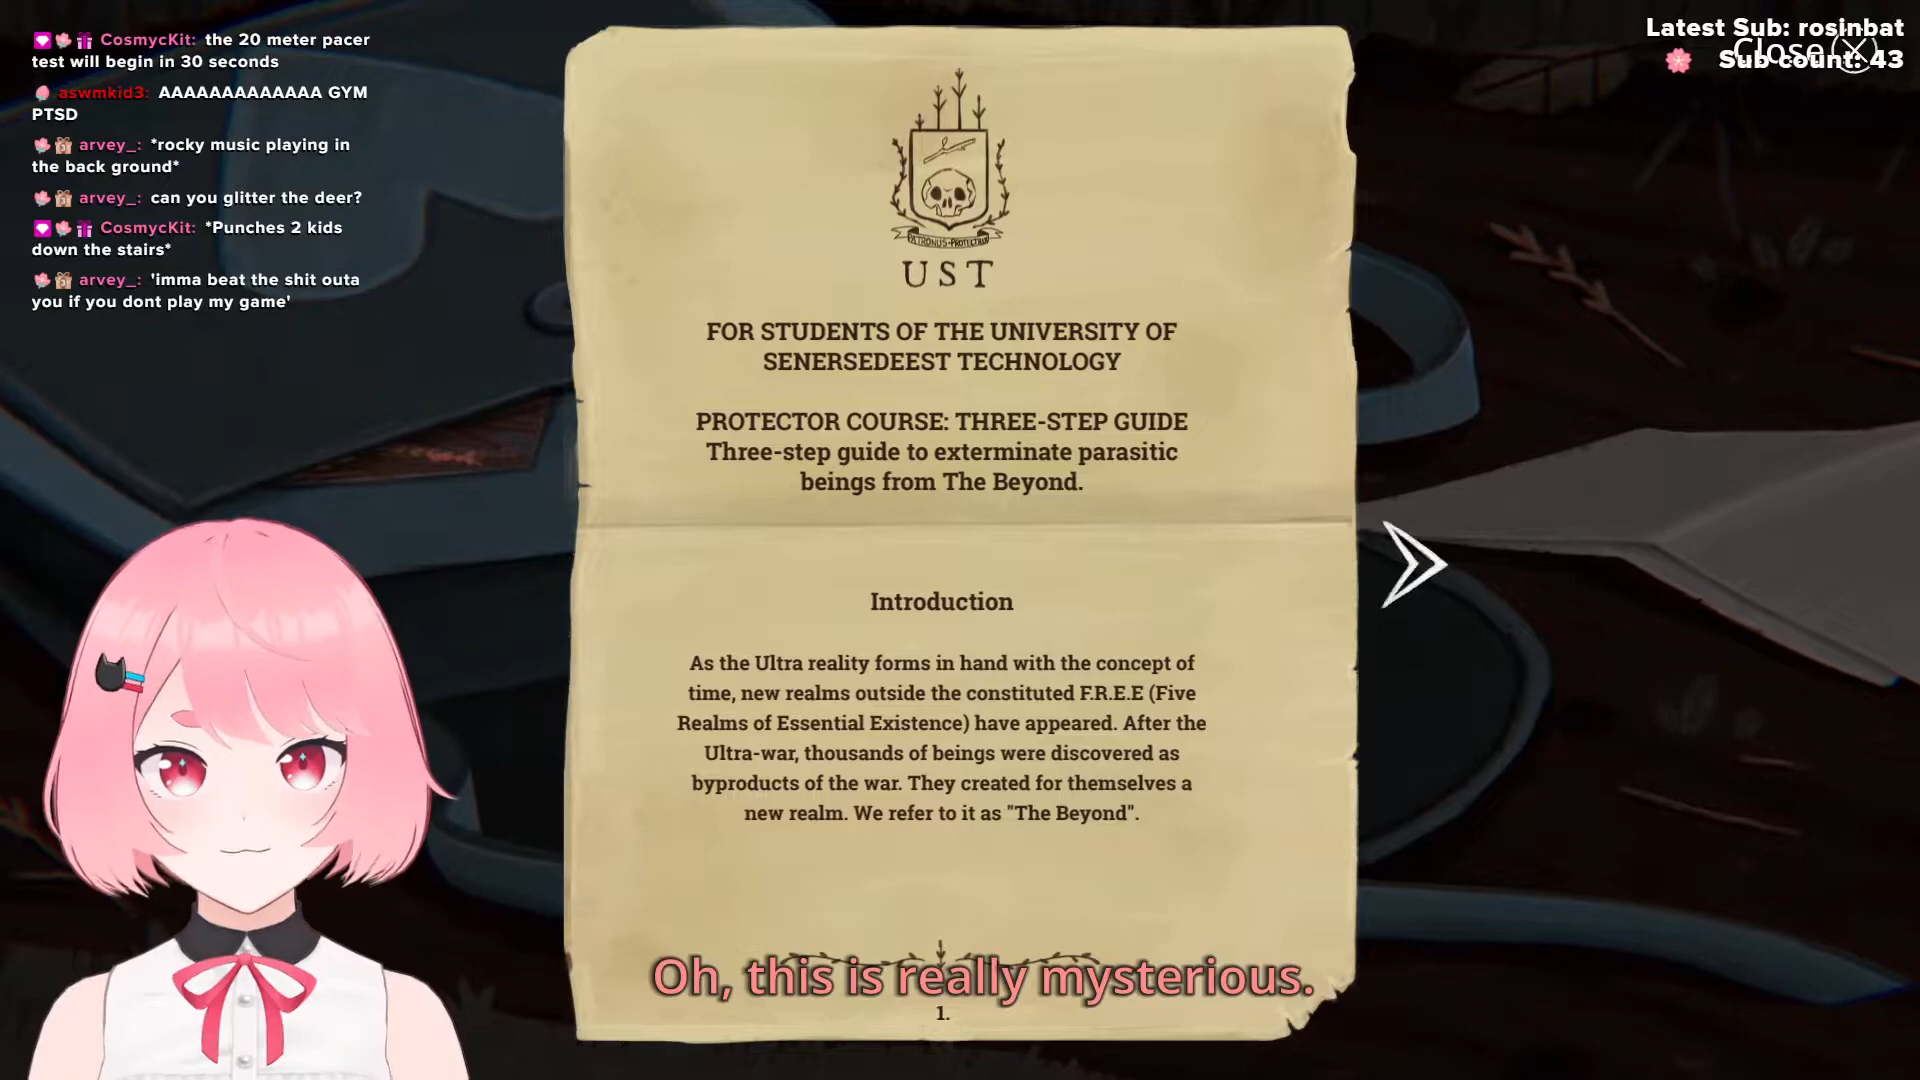 CosmycKit: the 20 meter pacer
test will begin in 30 seconds
aswmkid3: AAAAAAAAAAAAA GYM
PTSD
arvey_: *rocky music playing in
the back ground*
arvey_: can you glitter the deer?
CosmycKit: *Punches 2 kids
down the stairs*
arvey_: 'imma beat the shit outa
you if you dont play my game'
Latest Sub: rosinbat
Close
Sub count: 43
PATRONUS • PROTECTRIX
UST
FOR STUDENTS OF THE UNIVERSITY OF
SENERSEDEEST TECHNOLOGY
PROTECTOR COURSE: THREE-STEP GUIDE
Three-step guide to exterminate parasitic
beings from The Beyond.
Introduction
As the Ultra reality forms in hand with the concept of
time, new realms outside the constituted F.R.E.E (Five
Realms of Essential Existence) have appeared. After the
Ultra-war, thousands of beings were discovered as
byproducts of the war. They created for themselves a
new realm. We refer to it as "The Beyond".
Oh, this is really mysterious.
1.